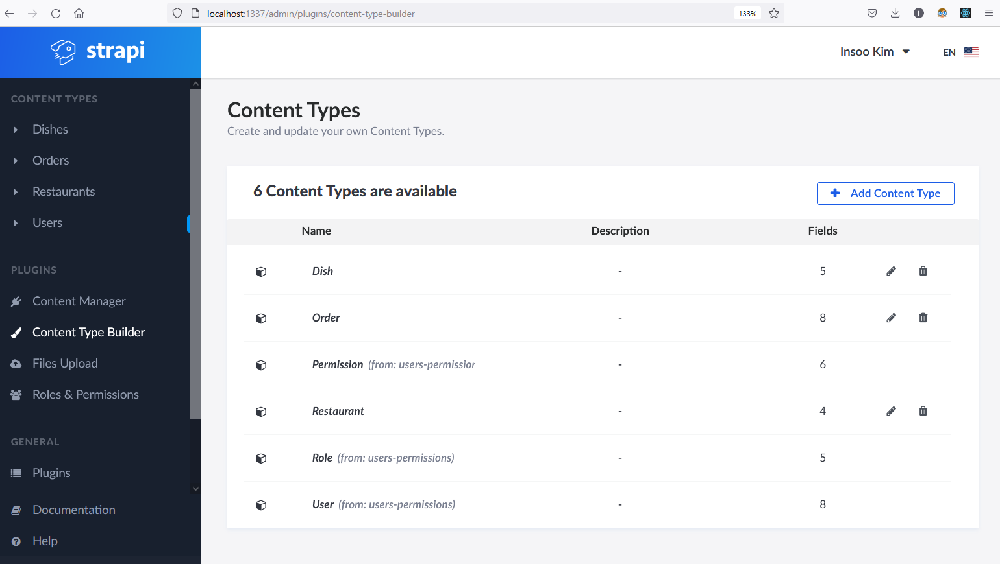 localhost:1337/admin/plugins/content-type-builder
133%
strapi
Insoo Kim
EN
CONTENT TYPES
Dishes
Orders
Restaurants
Users
PLUGINS
Content Manager
Content Type Builder
Files Upload
Roles & Permissions
GENERAL
Plugins
Documentation
Help
Content Types
Create and update your own Content Types.
6 Content Types are available
Add Content Type
Name Description Fields
Dish - 5
Order - 8
Permission (from: users-permission - 6
Restaurant - 4
Role (from: users-permissions) - 5
User (from: users-permissions) - 8